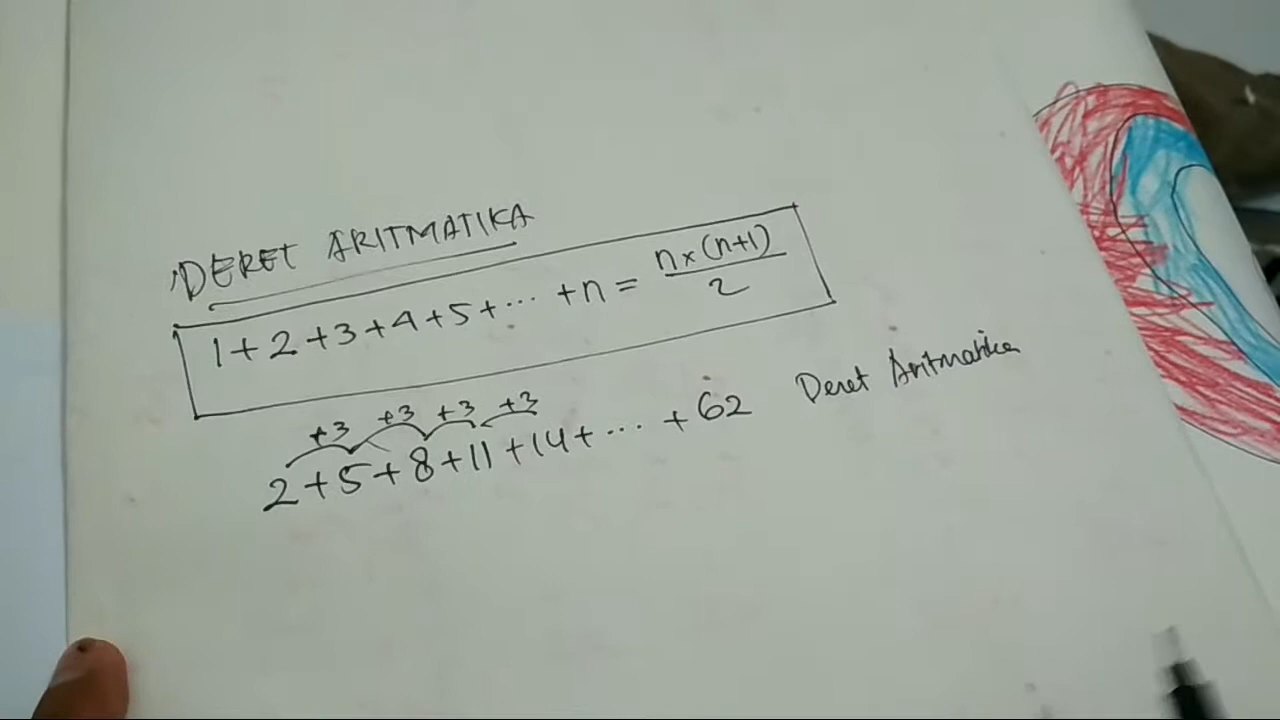 DERET ARITMATIKA
1+2+3+4+5+... +n = n×(n+1)/2
+3 +3 +3 +3
2+5+8+11+14+... +62 Deret Aritmatika